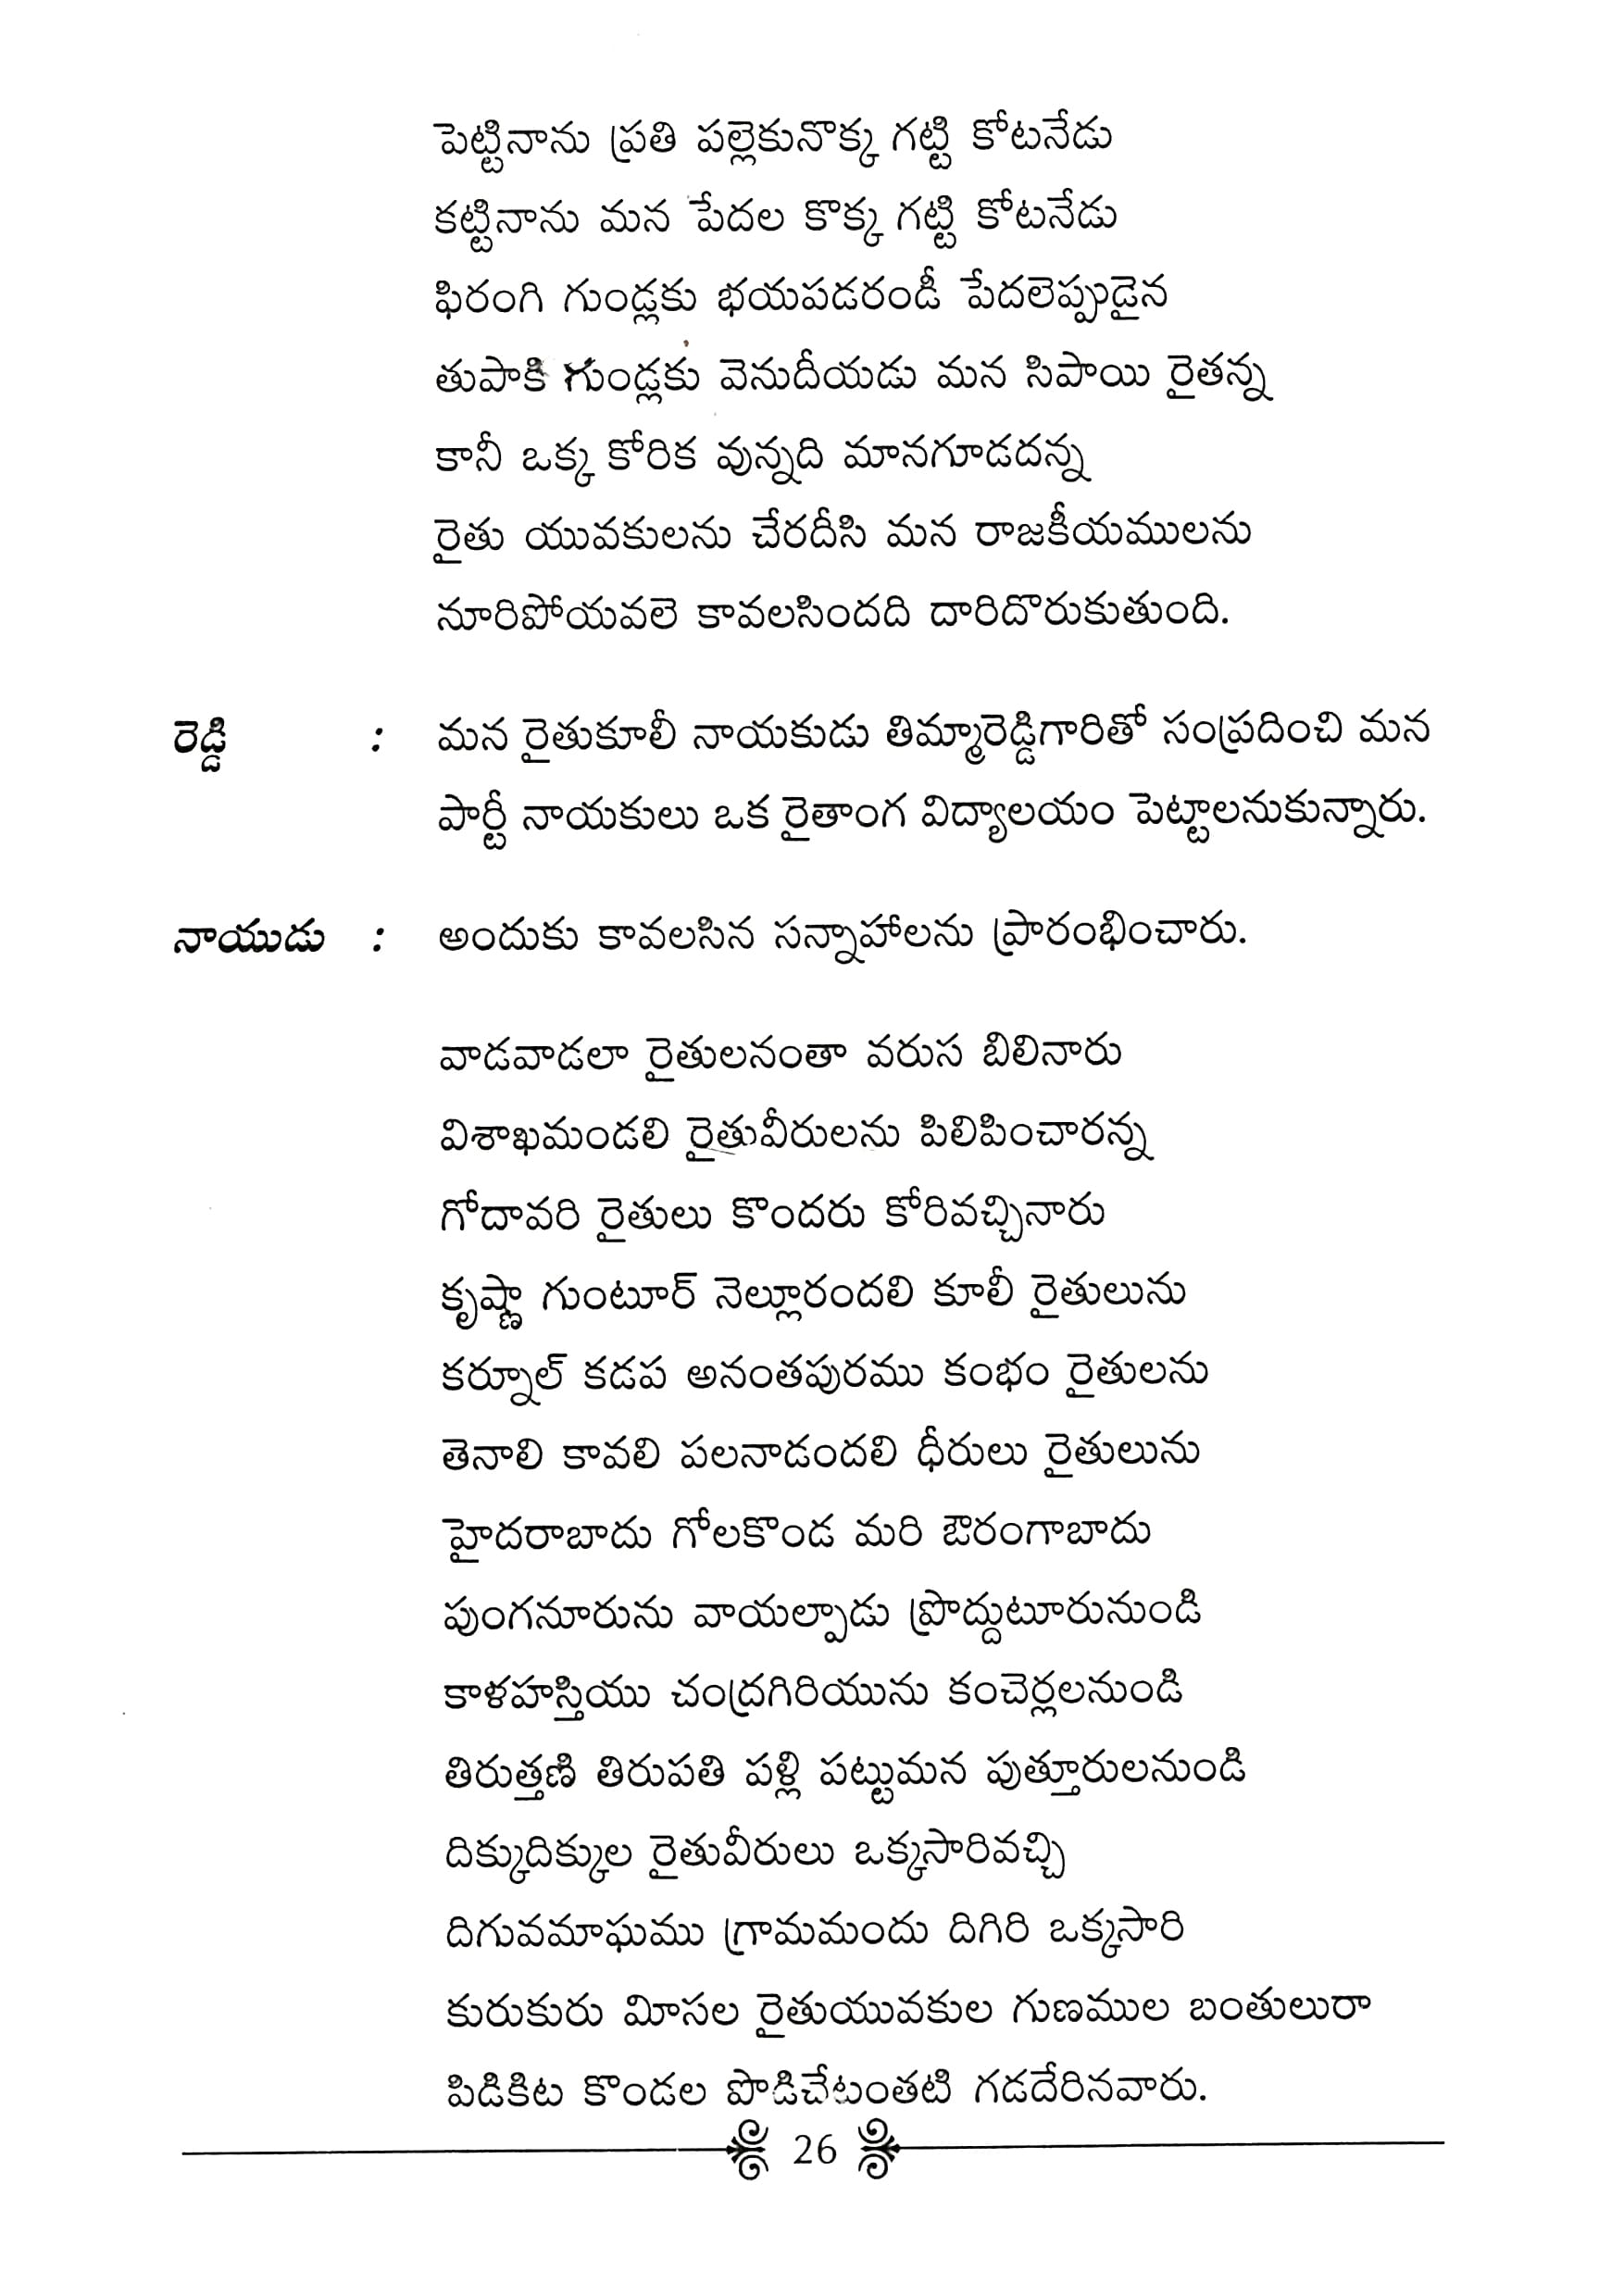 పెట్టినాను ప్రతి పల్లెకునొక్క గట్టి కోటనేడు
కట్టినాను మన పేదల కొక్క గట్టి కోటనేడు
ఫిరంగి గుండ్లకు భయపడరండీ పేదలెప్పుడైన
తుపాకి గుండ్లకు వెనుదీయడు మన సిపాయి రైతన్న
కానీ ఒక్క కోరిక వున్నది మానగూడదన్న
రైతు యువకులను చేరదీసి మన రాజకీయములను
నూరిపోయవలె కావలసిందది దారిదొరుకుతుంది.
రెడ్డి : మన రైతుకూలీ నాయకుడు తిమ్మారెడ్డిగారితో సంప్రదించి మన
పార్టీ నాయకులు ఒక రైతాంగ విద్యాలయం పెట్టాలనుకున్నారు.
నాయుడు : అందుకు కావలసిన సన్నాహాలను ప్రారంభించారు.
వాడవాడలా రైతులనంతా వరుస బిలినారు
విశాఖమండలి రైతువీరులను పిలిపించారన్న
గోదావరి రైతులు కొందరు కోరివచ్చినారు
కృష్ణా గుంటూర్ నెల్లూరందలి కూలీ రైతులును
కర్నూల్ కడప అనంతపురము కంభం రైతులను
తెనాలి కావలి పలనాడందలి ధీరులు రైతులును
హైదరాబాదు గోలకొండ మరి ఔరంగాబాదు
పుంగనూరును వాయల్పాడు ప్రొద్దుటూరునుండి
కాళహస్తియు చంద్రగిరియును కంచెర్లలనుండి
తిరుత్తణి తిరుపతి పళ్లి పట్టుమన పుత్తూరులనుండి
దిక్కుదిక్కుల రైతువీరులు ఒక్కసారివచ్చి
దిగువమాఘము గ్రామమందు దిగిరి ఒక్కసారి
కురుకురు మీసల రైతుయువకుల గుణముల బంతులురా
పిడికిట కొండల పొడిచేటంతటి గడదేరినవారు.
26